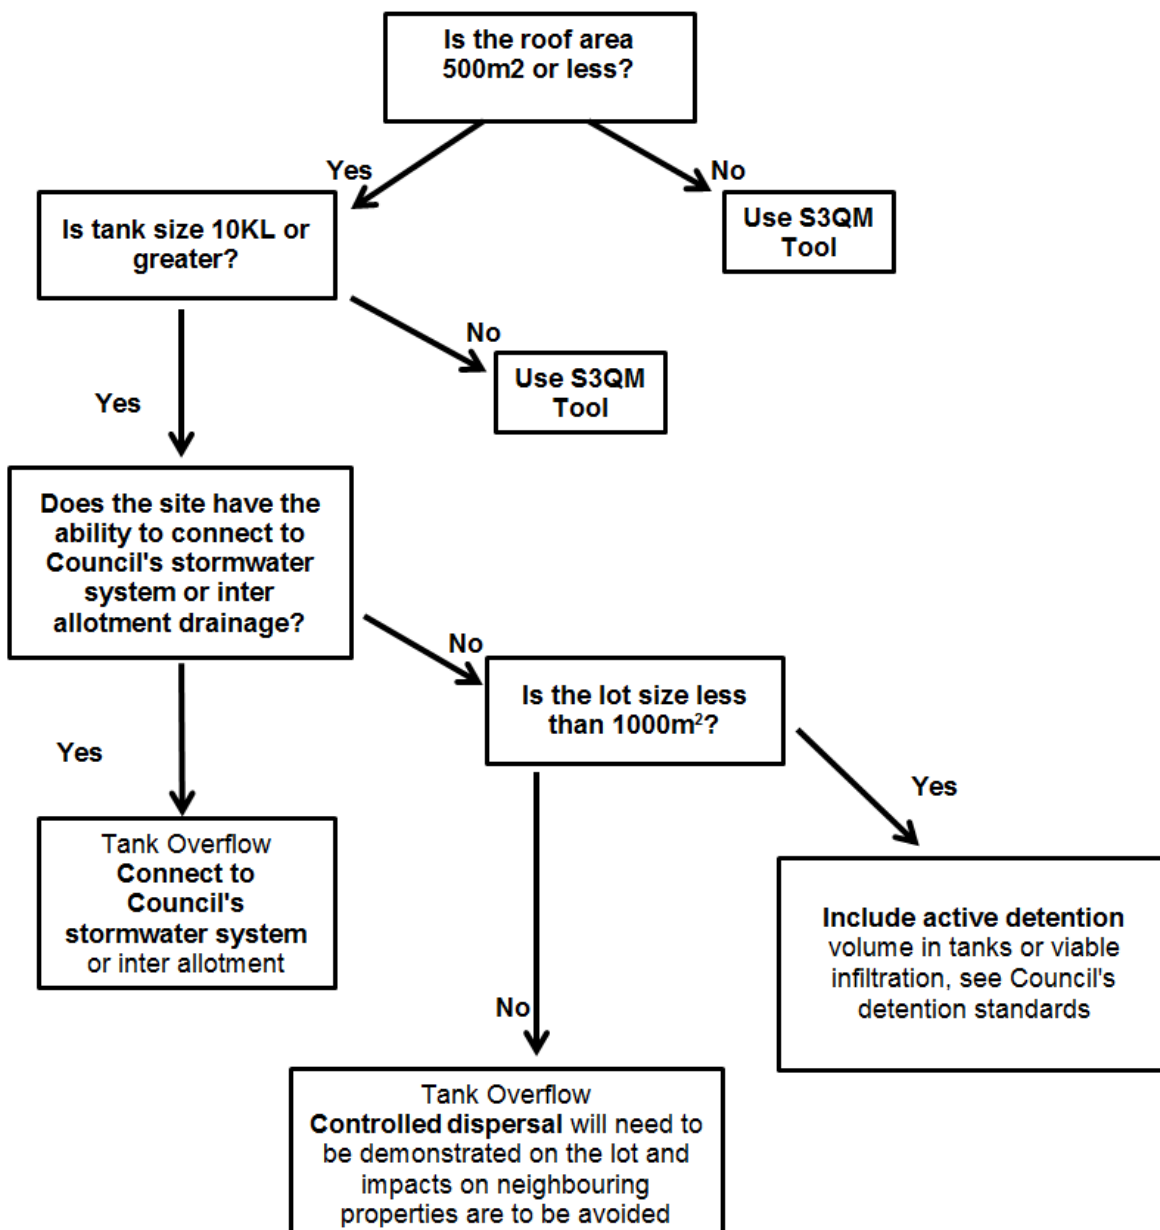 Is the roof area
500m2 or less?
Yes
No
Is tank size 10KL or
greater?
Use S3QM
Tool
No
Use S3QM
Tool
Yes
Does the site have the
ability to connect to
Council's stormwater
system or inter
allotment drainage?
No
Is the lot size less
than 1000m²?
Yes
Yes
Tank Overflow
Connect to
Council's
stormwater system
or inter allotment
Include active detention
volume in tanks or viable
infiltration, see Council's
detention standards
No
Tank Overflow
Controlled dispersal will need to
be demonstrated on the lot and
impacts on neighbouring
properties are to be avoided